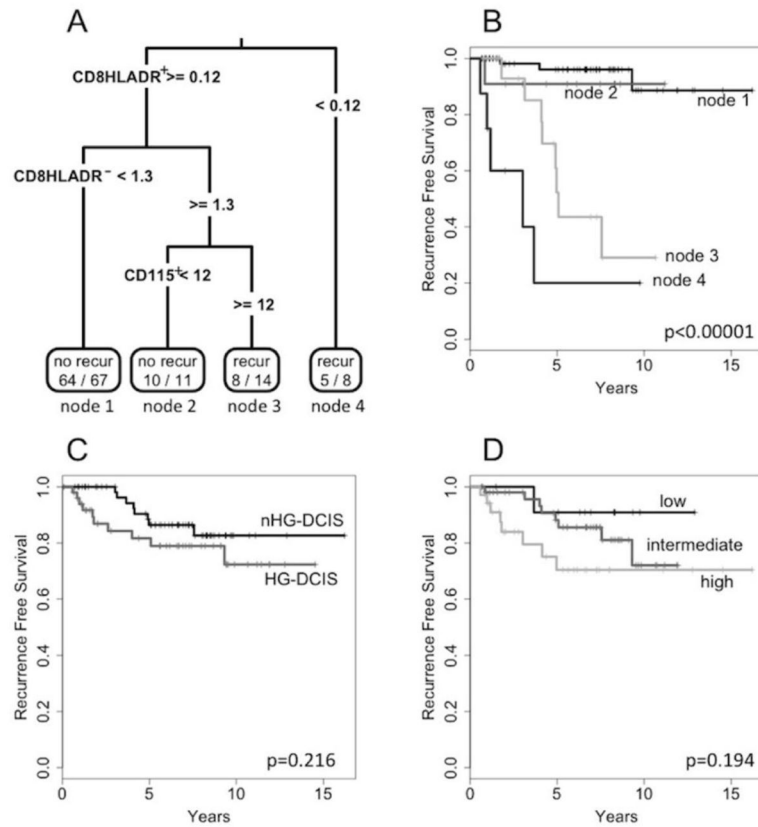 A
CD8HLADR⁺>= 0.12
< 0.12
CD8HLADR⁻ < 1.3
>= 1.3
CD115⁺< 12
>= 12
no recur
64 / 67
node 1
no recur
10 / 11
node 2
recur
8 / 14
node 3
recur
5 / 8
node 4
B
Recurrence Free Survival
1.0
0.8
0.6
0.4
0.2
0.0
node 1
node 2
node 3
node 4
p<0.00001
0 5 10 15
Years
C
Recurrence Free Survival
1.0
0.8
0.6
0.4
0.2
0.0
nHG-DCIS
HG-DCIS
p=0.216
0 5 10 15
Years
D
Recurrence Free Survival
1.0
0.8
0.6
0.4
0.2
0.0
low
intermediate
high
p=0.194
0 5 10 15
Years